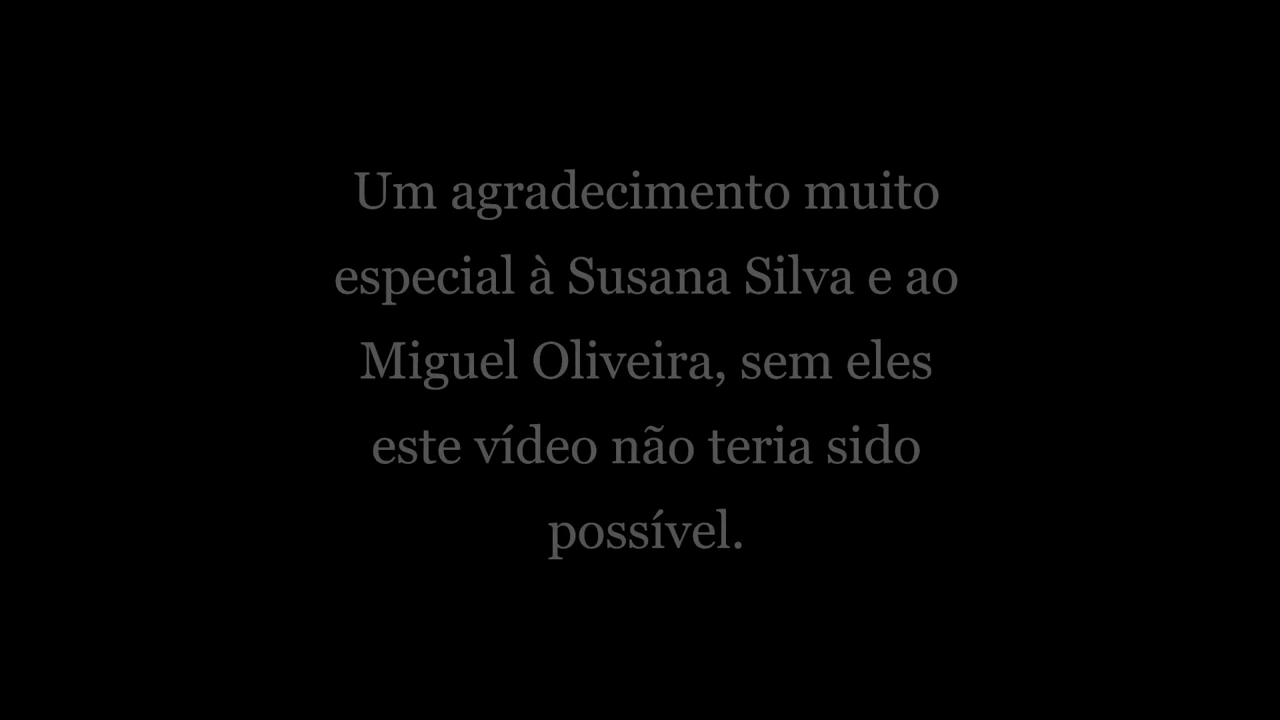 Um agradecimento muito
especial à Susana Silva e ao
Miguel Oliveira, sem eles
este vídeo não teria sido
possível.